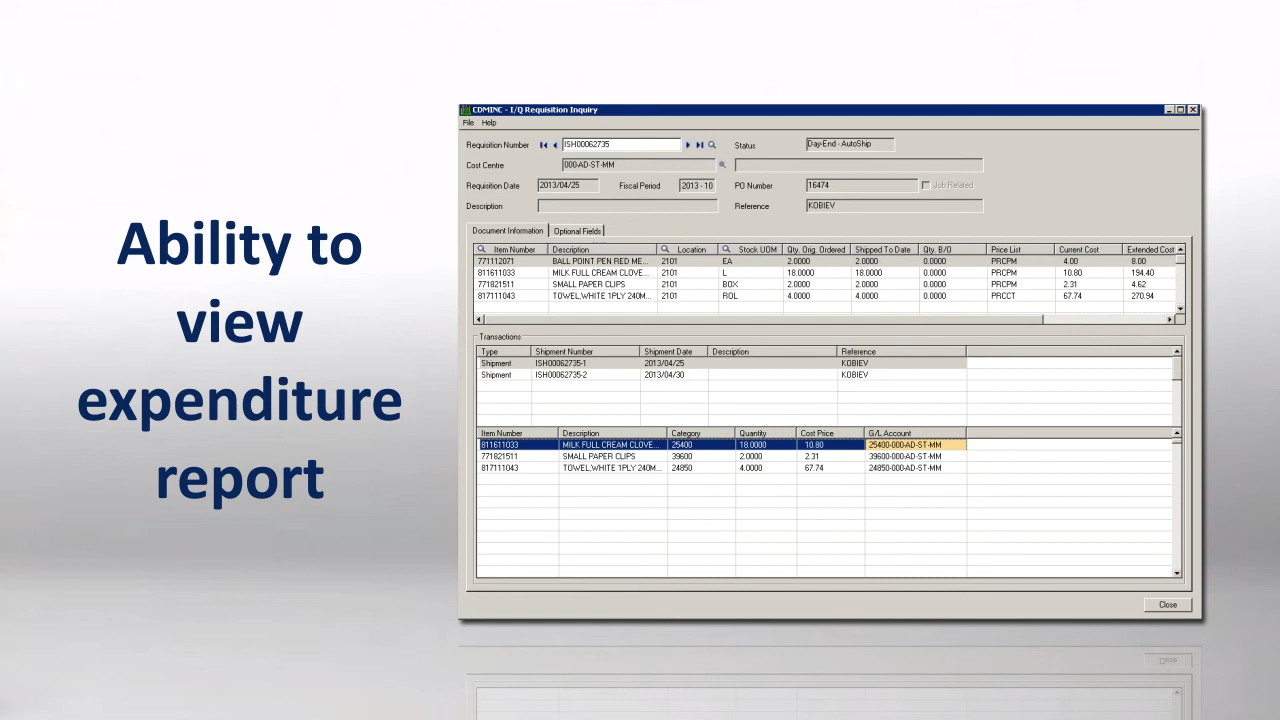 Ability to
view
expenditure
report
CDMINC - I/Q Requisition Inquiry
File Help
Requisition Number ISH00062735 Status Day-End - AutoShip
Cost Centre 000-AD-ST-MM
Requisition Date 2013/04/25 Fiscal Period 2013 - 10 PO Number 16474 Job Related
Description Reference KOBIEV
Document Information Optional Fields
Item Number Description Location Stock UOM Qty. Orig. Ordered Shipped To Date Qty. B/O Price List Current Cost Extended Cost
771112071 BALL POINT PEN RED ME... 2101 EA 2.0000 2.0000 0.0000 PRCPM 4.00 8.00
811611033 MILK FULL CREAM CLOVE... 2101 L 18.0000 18.0000 0.0000 PRCPM 10.80 194.40
771821511 SMALL PAPER CLIPS 2101 BOX 2.0000 2.0000 0.0000 PRCPM 2.31 4.62
817111043 TOWEL,WHITE 1PLY 240M... 2101 ROL 4.0000 4.0000 0.0000 PRCCT 67.74 270.94
Transactions
Type Shipment Number Shipment Date Description Reference
Shipment ISH00062735-1 2013/04/25 KOBIEV
Shipment ISH00062735-2 2013/04/30 KOBIEV
Item Number Description Category Quantity Cost Price G/L Account
811611033 MILK FULL CREAM CLOVE... 25400 18.0000 10.80 25400-000-AD-ST-MM
771821511 SMALL PAPER CLIPS 39600 2.0000 2.31 39600-000-AD-ST-MM
817111043 TOWEL,WHITE 1PLY 240M... 24850 4.0000 67.74 24850-000-AD-ST-MM
Close